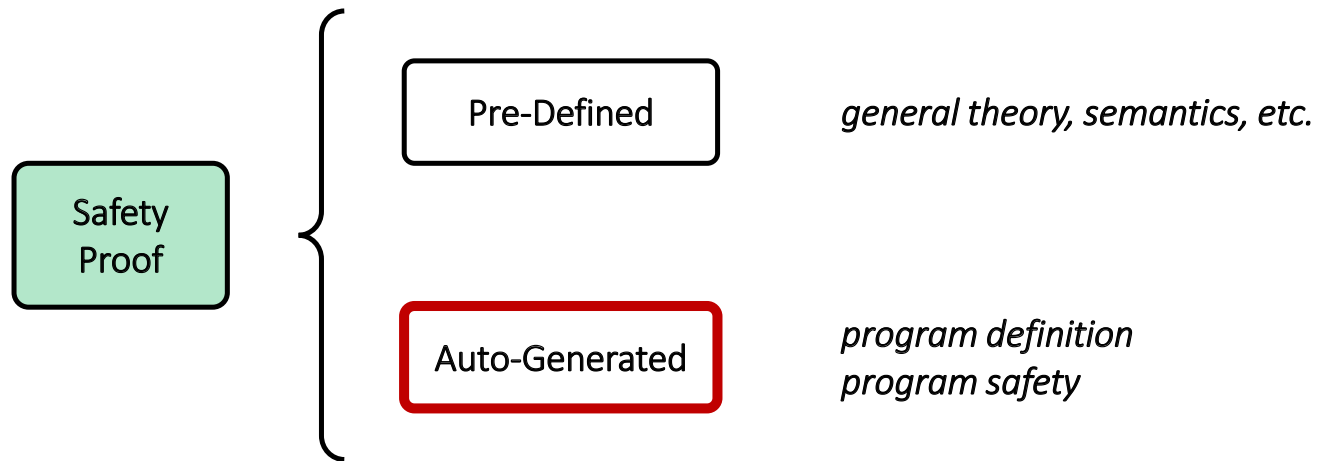 Safety
Proof
Pre-Defined
general theory, semantics, etc.
Auto-Generated
program definition
program safety